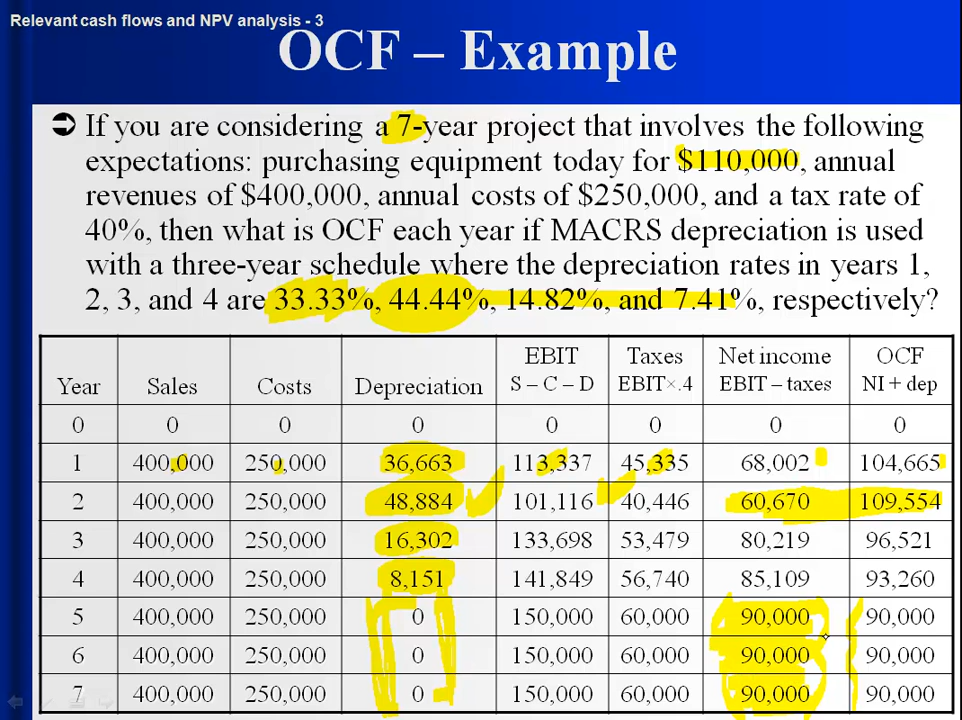 Relevant cash flows and NPV analysis - 3
OCF – Example
If you are considering a 7-year project that involves the following
expectations: purchasing equipment today for $110,000, annual
revenues of $400,000, annual costs of $250,000, and a tax rate of
40%, then what is OCF each year if MACRS depreciation is used
with a three-year schedule where the depreciation rates in years 1,
2, 3, and 4 are 33.33%, 44.44%, 14.82%, and 7.41%, respectively?
EBIT Taxes Net income OCF
Year Sales Costs Depreciation S – C – D EBIT×.4 EBIT – taxes NI + dep
0 0 0 0 0 0 0 0
1 400,000 250,000 36,663 113,337 45,335 68,002 104,665
2 400,000 250,000 48,884 101,116 40,446 60,670 109,554
3 400,000 250,000 16,302 133,698 53,479 80,219 96,521
4 400,000 250,000 8,151 141,849 56,740 85,109 93,260
5 400,000 250,000 0 150,000 60,000 90,000 90,000
6 400,000 250,000 0 150,000 60,000 90,000 90,000
7 400,000 250,000 0 150,000 60,000 90,000 90,000